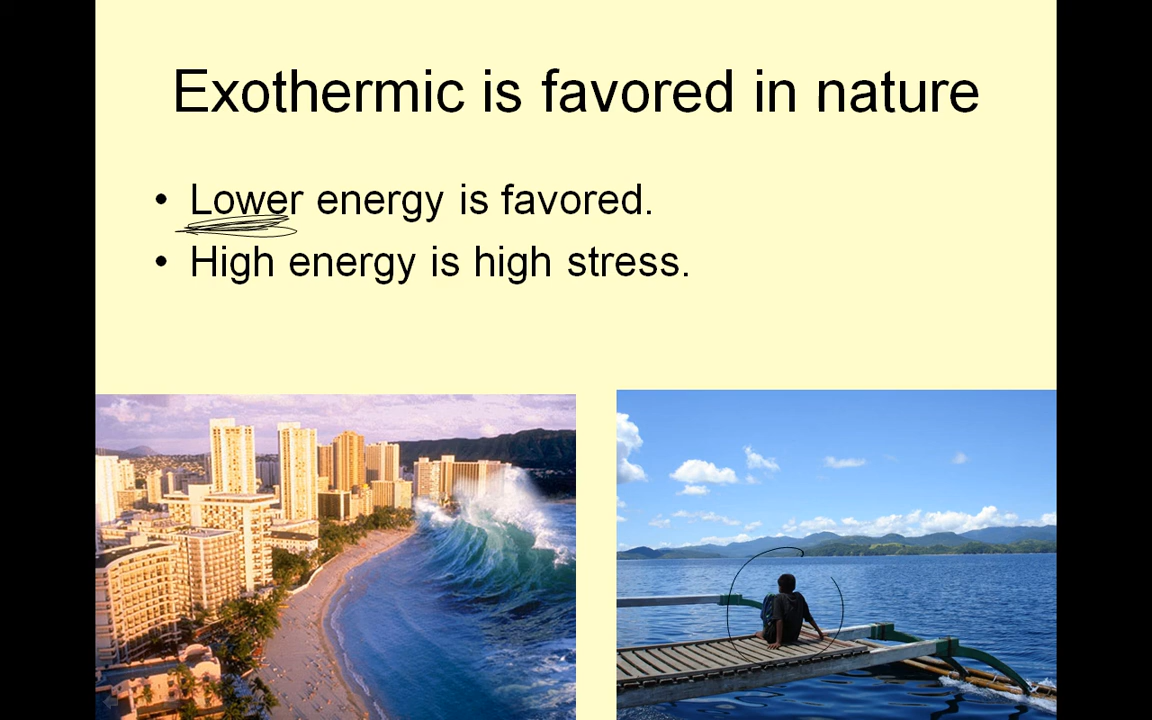 Exothermic is favored in nature
• Lower energy is favored.
• High energy is high stress.